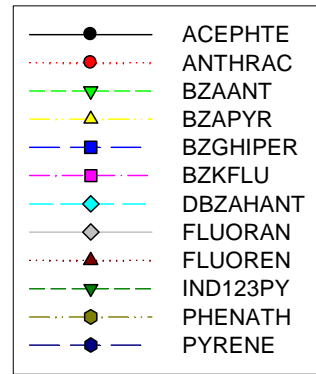 ACEPHTE
ANTHRAC
BZAANT
BZAPYR
BZGHIPER
BZKFLU
DBZAHANT
FLUORAN
FLUOREN
IND123PY
PHENATH
PYRENE